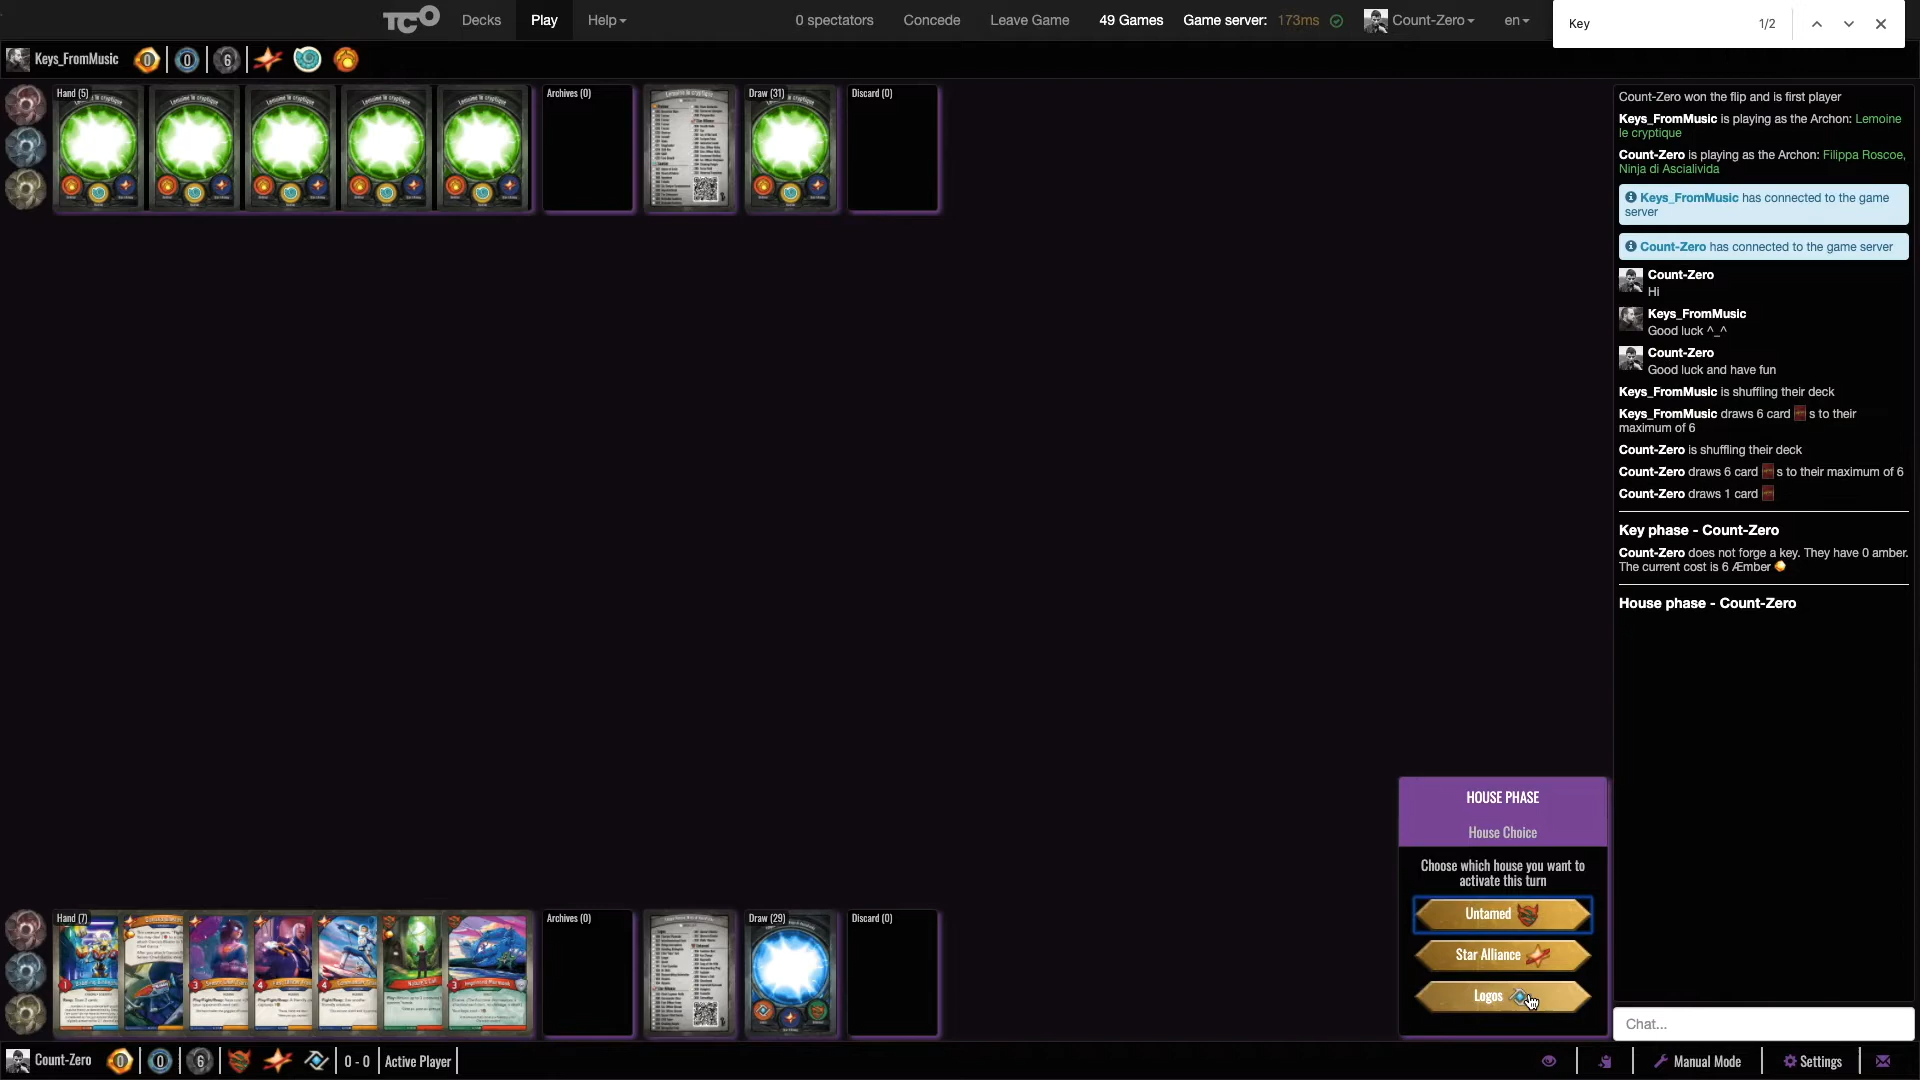 TCO
Decks
Play
Help
0 spectators
Concede
Leave Game
49 Games
Game server: 173ms
Count-Zero
en
Key
1/2
Keys_FromMusic
0
0
6
Hand (5)
Archives (0)
Draw (31)
Discard (0)
Count-Zero won the flip and is first player
Keys_FromMusic is playing as the Archon: Lemoine
le cryptique
Count-Zero is playing as the Archon: Filippa Roscoe,
Ninja di Ascialivida
Keys_FromMusic has connected to the game
server
Count-Zero has connected to the game server
Count-Zero
Hi
Keys_FromMusic
Good luck ^_^
Count-Zero
Good luck and have fun
Keys_FromMusic is shuffling their deck
Keys_FromMusic draws 6 card s to their
maximum of 6
Count-Zero is shuffling their deck
Count-Zero draws 6 card s to their maximum of 6
Count-Zero draws 1 card
Key phase - Count-Zero
Count-Zero does not forge a key. They have 0 amber.
The current cost is 6 Æmber
House phase - Count-Zero
HOUSE PHASE
House Choice
Choose which house you want to
activate this turn
Untamed
Star Alliance
Logos
Hand (7)
Archives (0)
Draw (29)
Discard (0)
1
3
4
4
3
Chat...
Count-Zero
0
0
6
0 - 0
Active Player
Manual Mode
Settings